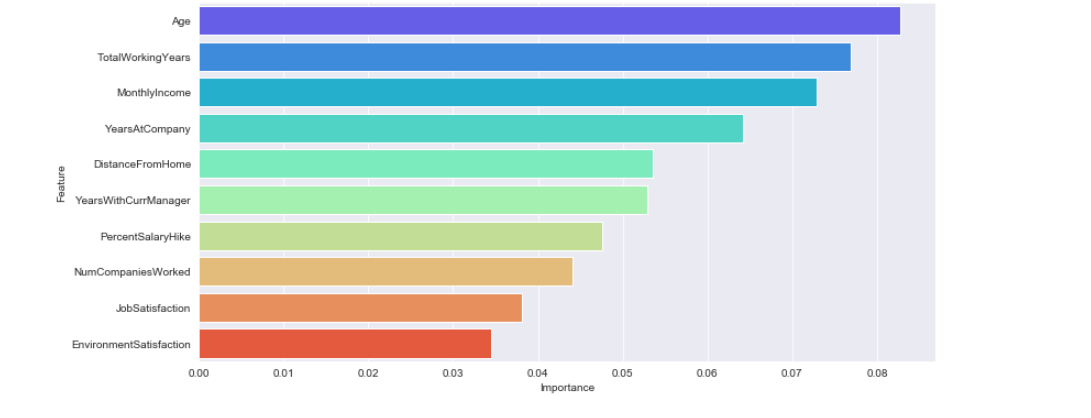 Feature
Age
TotalWorkingYears
MonthlyIncome
YearsAtCompany
DistanceFromHome
YearsWithCurrManager
PercentSalaryHike
NumCompaniesWorked
JobSatisfaction
EnvironmentSatisfaction
0.00 0.01 0.02 0.03 0.04 0.05 0.06 0.07 0.08
Importance